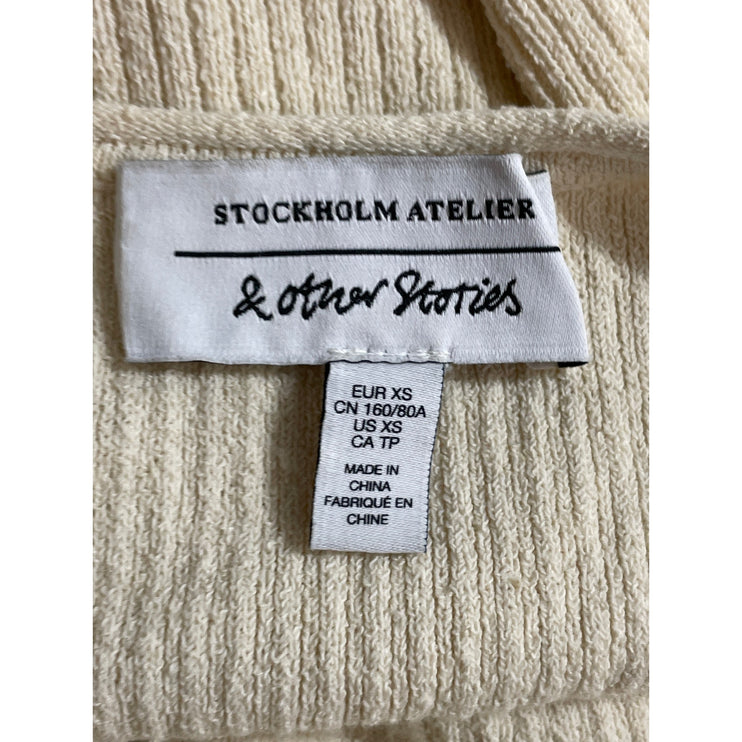 STOCKHOLM ATELIER
& other Stories
EUR XS
CN 160/80A
US XS
CA TP
MADE IN
CHINA
FABRIQUÉ EN
CHINE